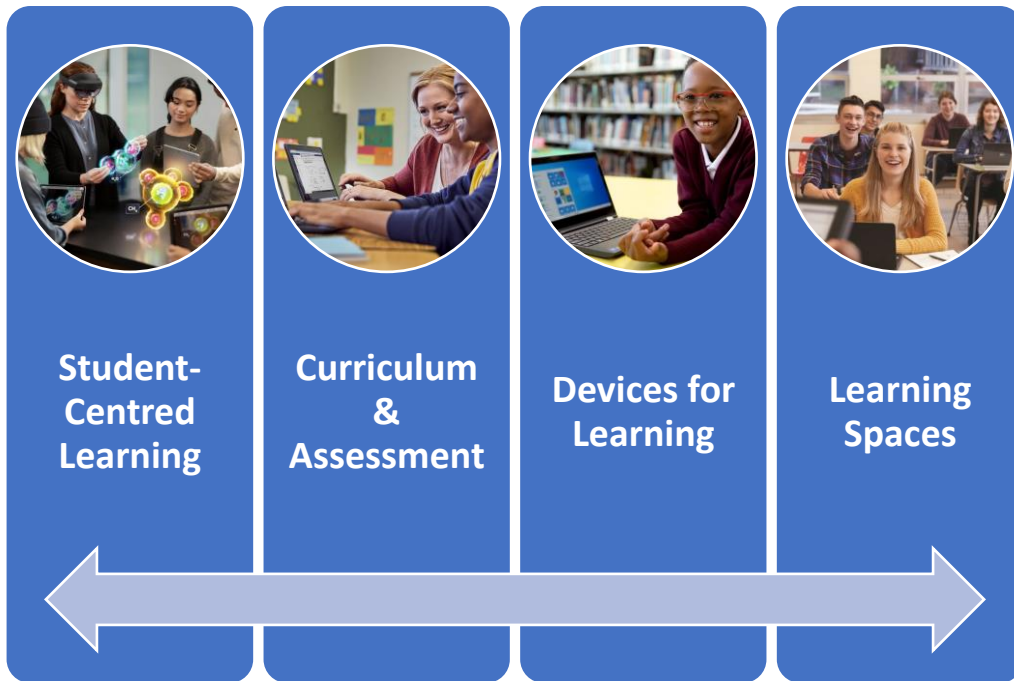 Student-
Centred
Learning
Curriculum
&
Assessment
Devices for
Learning
Learning
Spaces